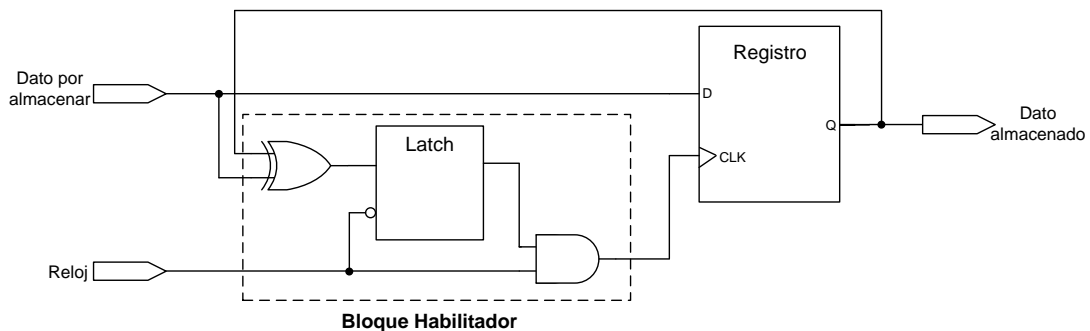 Registro
Dato por
almacenar
D
Q
Dato
almacenado
Latch
CLK
Reloj
Bloque Habilitador